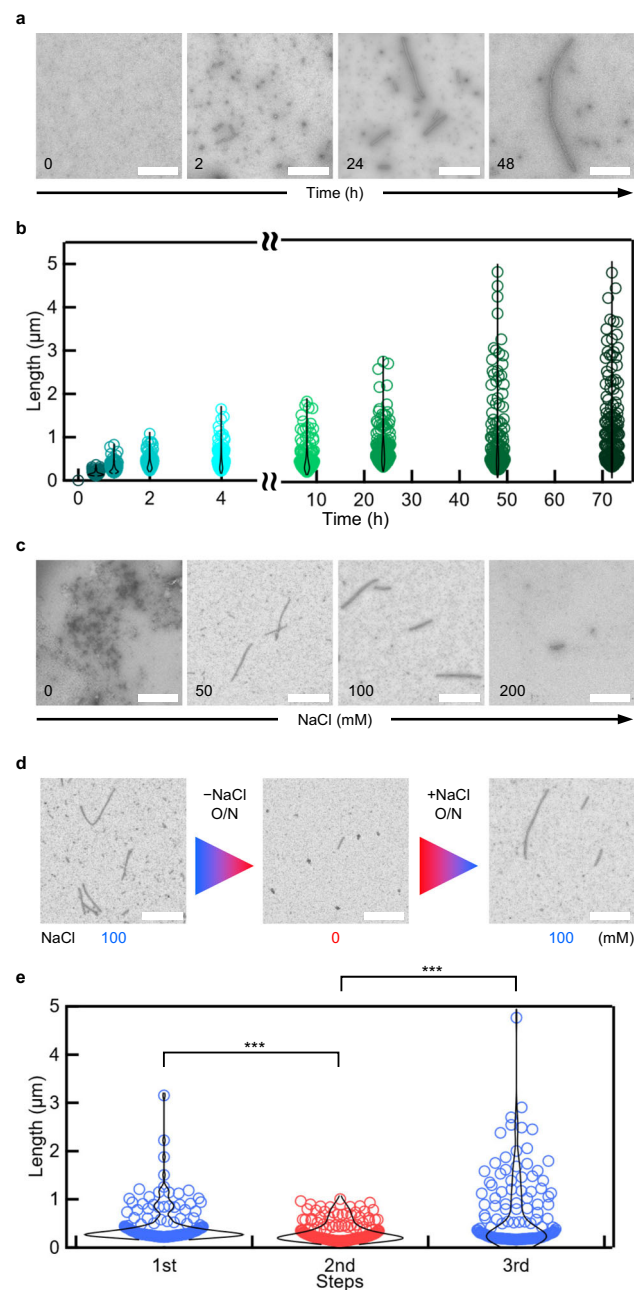 a
0
2
24
48
Time (h)
b
5
4
3
2
1
0
Length (µm)
0 2 4 10 20 30 40 50 60 70
Time (h)
c
0
50
100
200
NaCl (mM)
d
−NaCl
O/N
+NaCl
O/N
NaCl 100 0 100 (mM)
e
***
***
5
4
3
2
1
0
Length (µm)
1st 2nd 3rd
Steps